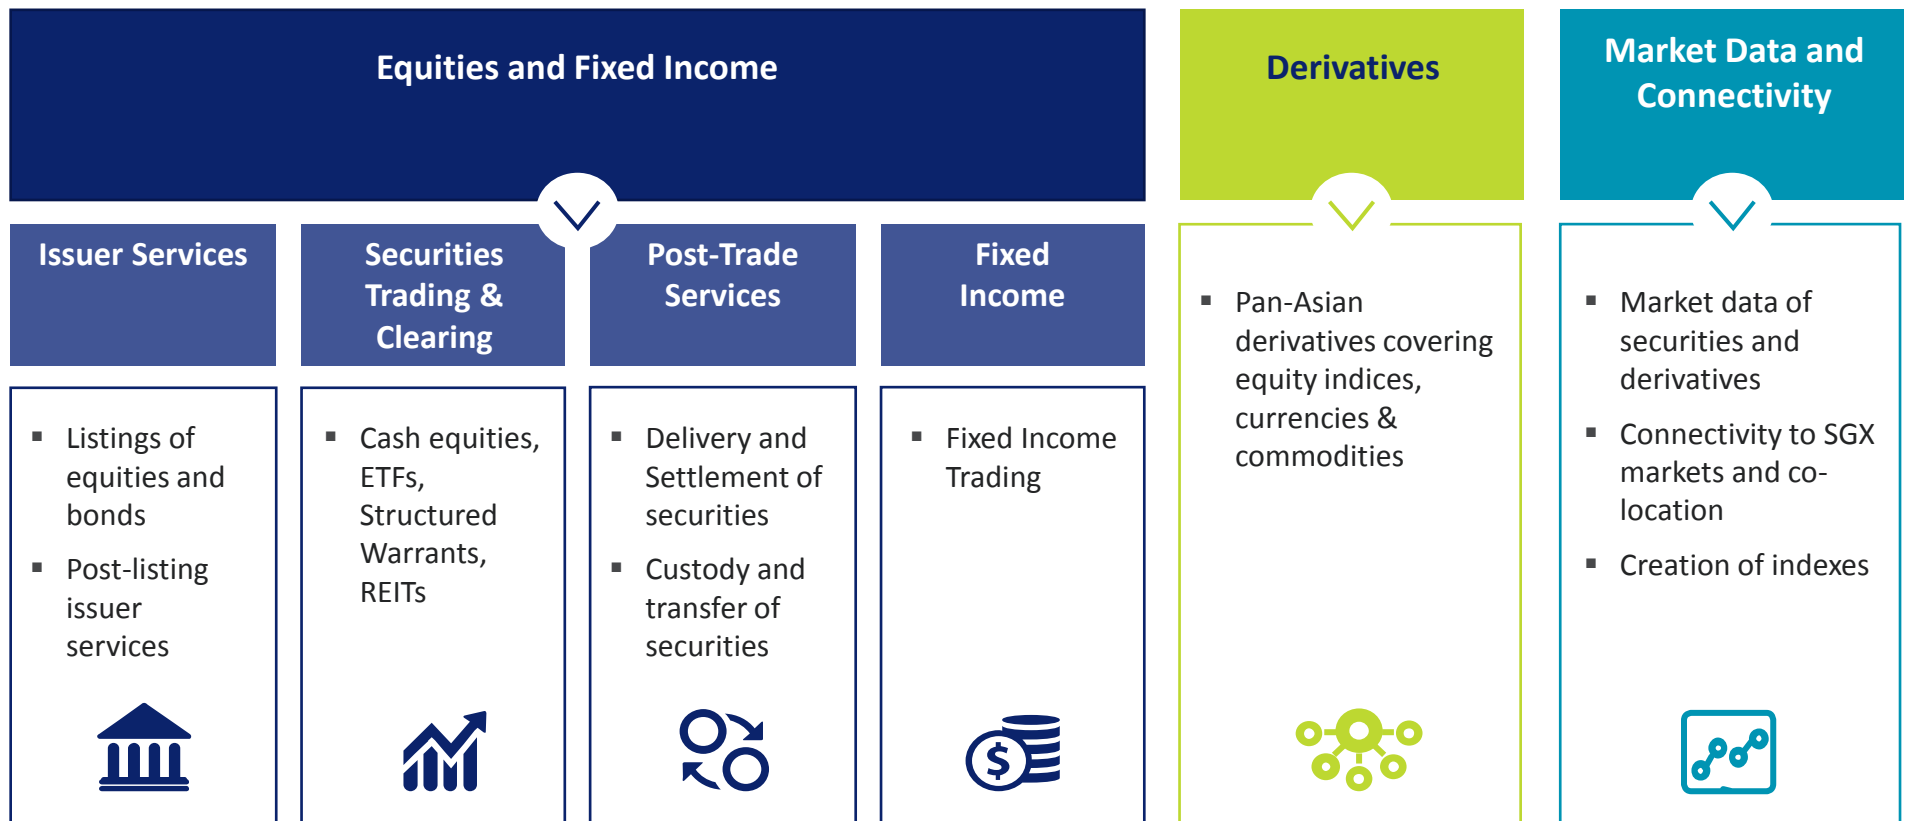 Equities and Fixed Income
Issuer Services
▪ Listings of
equities and
bonds
▪ Post-listing
issuer
services
Securities
Trading &
Clearing
▪ Cash equities,
ETFs,
Structured
Warrants,
REITs
Post-Trade
Services
▪ Delivery and
Settlement of
securities
▪ Custody and
transfer of
securities
Fixed
Income
▪ Fixed Income
Trading
$
Derivatives
▪ Pan-Asian
derivatives covering
equity indices,
currencies &
commodities
Market Data and
Connectivity
▪ Market data of
securities and
derivatives
▪ Connectivity to SGX
markets and co-
location
▪ Creation of indexes